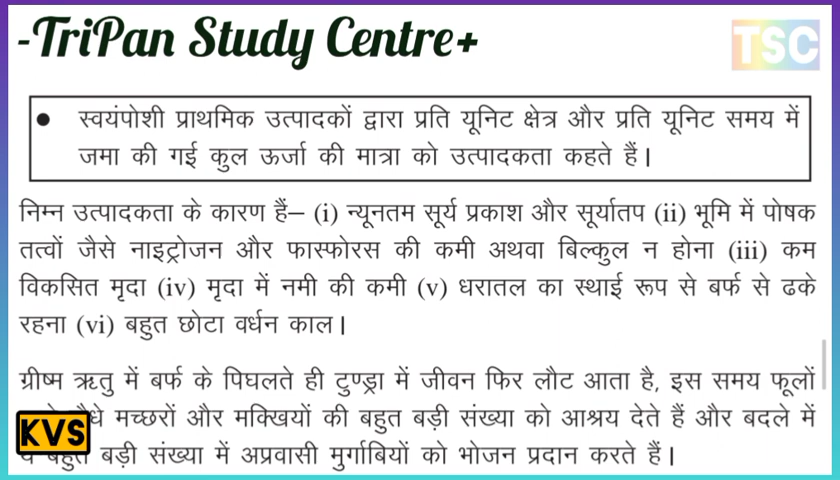 -TriPan Study Centre+
TSC
● स्वयंपोशी प्राथमिक उत्पादकों द्वारा प्रति यूनिट क्षेत्र और प्रति यूनिट समय में
जमा की गई कुल ऊर्जा की मात्रा को उत्पादकता कहते हैं।
निम्न उत्पादकता के कारण हैं– (i) न्यूनतम सूर्य प्रकाश और सूर्यातप (ii) भूमि में पोषक
तत्वों जैसे नाइट्रोजन और फास्फोरस की कमी अथवा बिल्कुल न होना (iii) कम
विकसित मृदा (iv) मृदा में नमी की कमी (v) धरातल का स्थाई रूप से बर्फ से ढके
रहना (vi) बहुत छोटा वर्धन काल।
ग्रीष्म ऋतु में बर्फ के पिघलते ही टुण्ड्रा में जीवन फिर लौट आता है, इस समय फूलों
मच्छरों और मक्खियों की बहुत बड़ी संख्या को आश्रय देते हैं और बदले में
KVS
बहुत बड़ी संख्या में अप्रवासी मुर्गाबियों को भोजन प्रदान करते हैं।